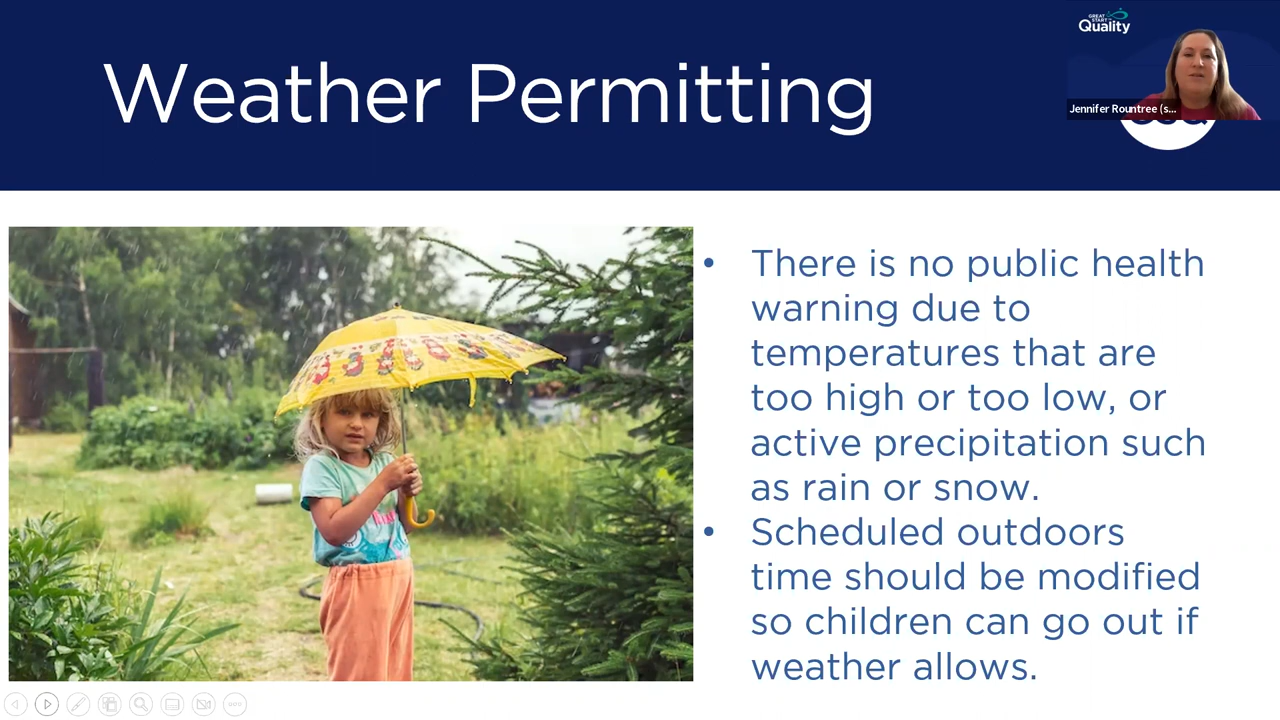 Weather Permitting
GREAT
START TO
Quality
Jennifer Rountree (s...
• There is no public health
warning due to
temperatures that are
too high or too low, or
active precipitation such
as rain or snow.
• Scheduled outdoors
time should be modified
so children can go out if
weather allows.